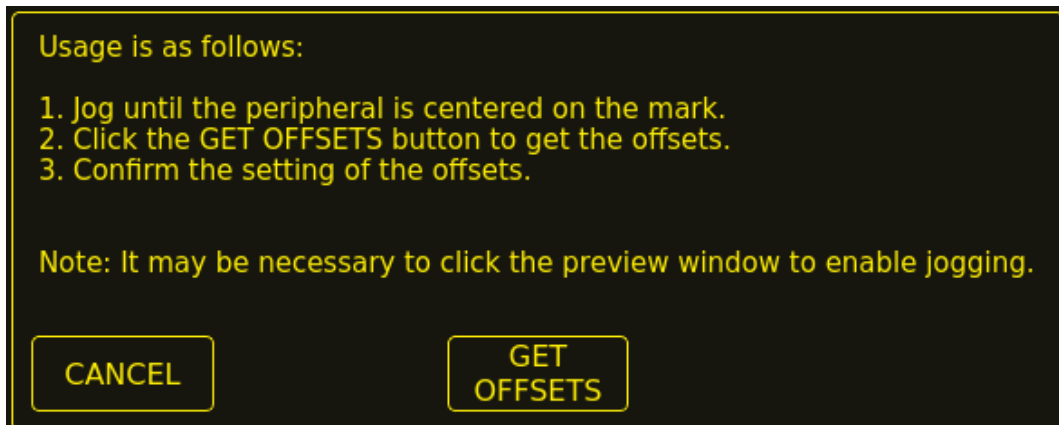 Usage is as follows:
1. Jog until the peripheral is centered on the mark.
2. Click the GET OFFSETS button to get the offsets.
3. Confirm the setting of the offsets.
Note: It may be necessary to click the preview window to enable jogging.
CANCEL
GET
OFFSETS